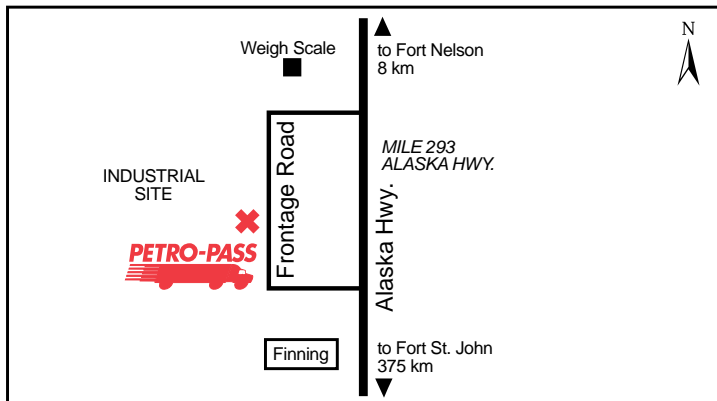 Weigh Scale
to Fort Nelson
8 km
N
Frontage Road
MILE 293
ALASKA HWY.
INDUSTRIAL
SITE
PETRO-PASS
Alaska Hwy.
Finning
to Fort St. John
375 km